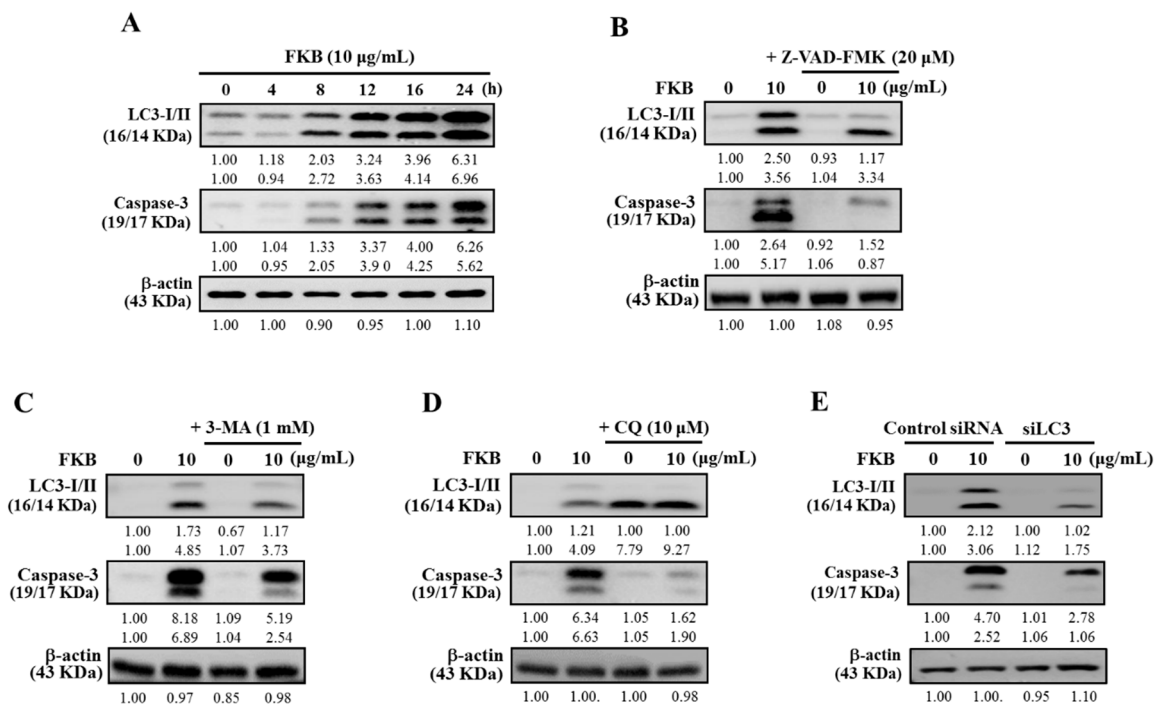 A
FKB (10 μg/mL)
0 4 8 12 16 24 (h)
LC3-I/II
(16/14 KDa)
1.00 1.18 2.03 3.24 3.96 6.31
1.00 0.94 2.72 3.63 4.14 6.96
Caspase-3
(19/17 KDa)
1.00 1.04 1.33 3.37 4.00 6.26
1.00 0.95 2.05 3.9 0 4.25 5.62
β-actin
(43 KDa)
1.00 1.00 0.90 0.95 1.00 1.10
B
+ Z-VAD-FMK (20 μM)
FKB 0 10 0 10 (μg/mL)
LC3-I/II
(16/14 KDa)
1.00 2.50 0.93 1.17
1.00 3.56 1.04 3.34
Caspase-3
(19/17 KDa)
1.00 2.64 0.92 1.52
1.00 5.17 1.06 0.87
β-actin
(43 KDa)
1.00 1.00 1.08 0.95
C
+ 3-MA (1 mM)
FKB 0 10 0 10 (μg/mL)
LC3-I/II
(16/14 KDa)
1.00 1.73 0.67 1.17
1.00 4.85 1.07 3.73
Caspase-3
(19/17 KDa)
1.00 8.18 1.09 5.19
1.00 6.89 1.04 2.54
β-actin
(43 KDa)
1.00 0.97 0.85 0.98
D
+ CQ (10 μM)
FKB 0 10 0 10 (μg/mL)
LC3-I/II
(16/14 KDa)
1.00 1.21 1.00 1.00
1.00 4.09 7.79 9.27
Caspase-3
(19/17 KDa)
1.00 6.34 1.05 1.62
1.00 6.63 1.05 1.90
β-actin
(43 KDa)
1.00 1.00. 1.00 0.98
E
Control siRNA siLC3
FKB 0 10 0 10 (μg/mL)
LC3-I/II
(16/14 KDa)
1.00 2.12 1.00 1.02
1.00 3.06 1.12 1.75
Caspase-3
(19/17 KDa)
1.00 4.70 1.01 2.78
1.00 2.52 1.06 1.06
β-actin
(43 KDa)
1.00 1.00. 0.95 1.10